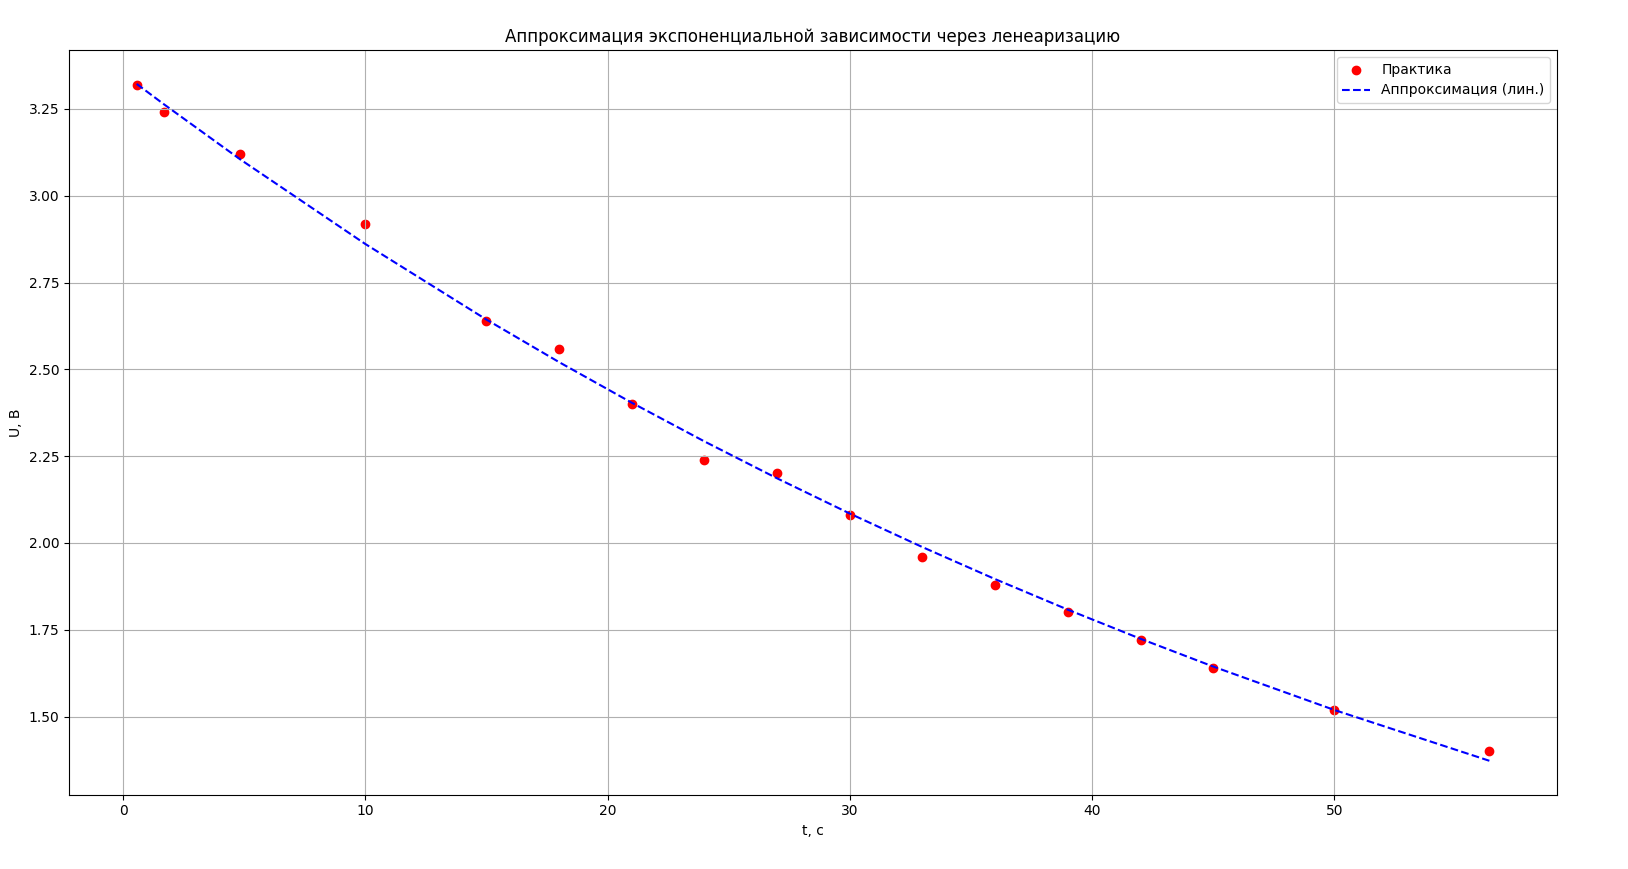 Аппроксимация экспоненциальной зависимости через ленеаризацию
Практика
Аппроксимация (лин.)
3.25
3.00
2.75
2.50
2.25
2.00
1.75
1.50
U, В
0 10 20 30 40 50
t, с